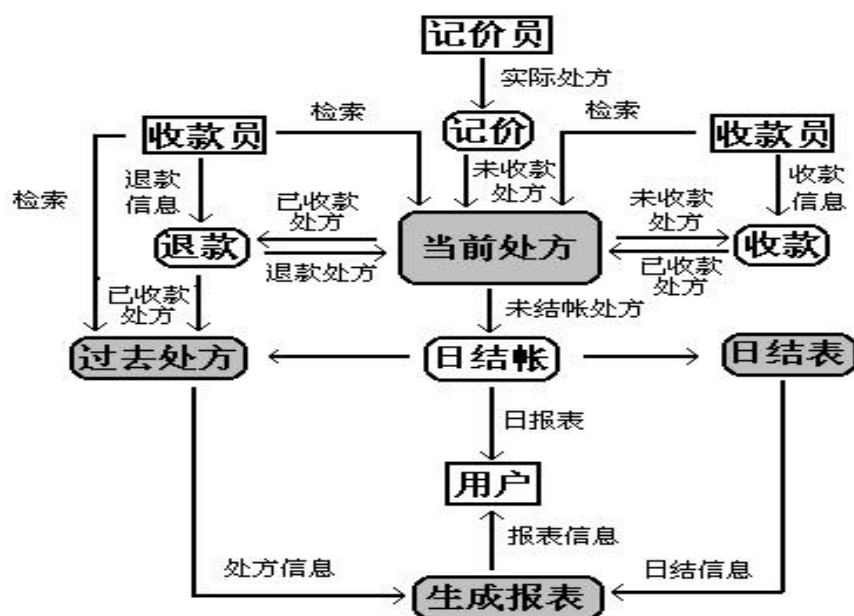 记价员
实际处方
检索
检索
收款员
记价
收款员
检索
退款
信息
已收款
处方
未收款
处方
未收款
处方
收款
信息
退款
当前处方
收款
退款处方
已收款
处方
已收款
处方
未结帐处方
过去处方
日结帐
日结表
日报表
用户
报表信息
处方信息
日结信息
生成报表